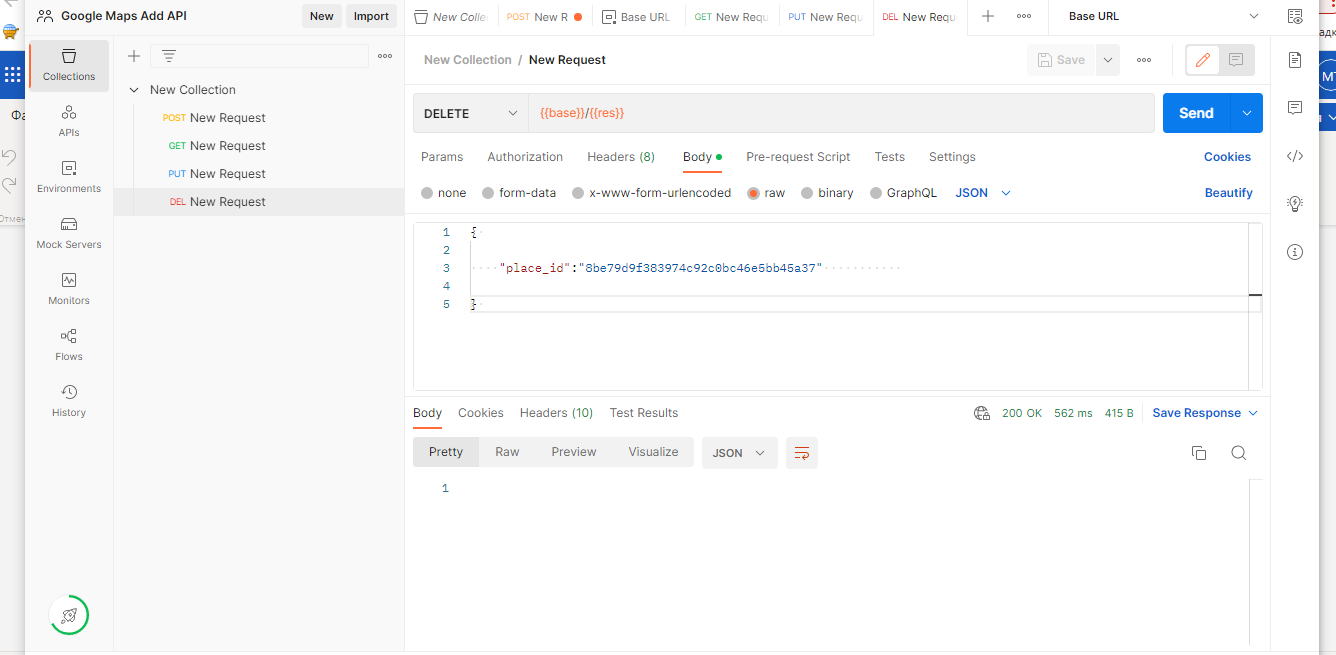 Google Maps Add API
New
Import
New Colle
POST New R
Base URL
GET New Requ
PUT New Requ
DEL New Requ
Base URL
Collections
APIs
Environments
Mock Servers
Monitors
Flows
History
New Collection
POST New Request
GET New Request
PUT New Request
DEL New Request
New Collection / New Request
Save
DELETE
{{base}}/{{res}}
Send
Params
Authorization
Headers (8)
Body
Pre-request Script
Tests
Settings
Cookies
none
form-data
x-www-form-urlencoded
raw
binary
GraphQL
JSON
Beautify
1 {
2
3 "place_id":"8be79d9f383974c92c0bc46e5bb45a37"
4
5 }
Body
Cookies
Headers (10)
Test Results
200 OK
562 ms
415 B
Save Response
Pretty
Raw
Preview
Visualize
JSON
1
Фа
Отмен